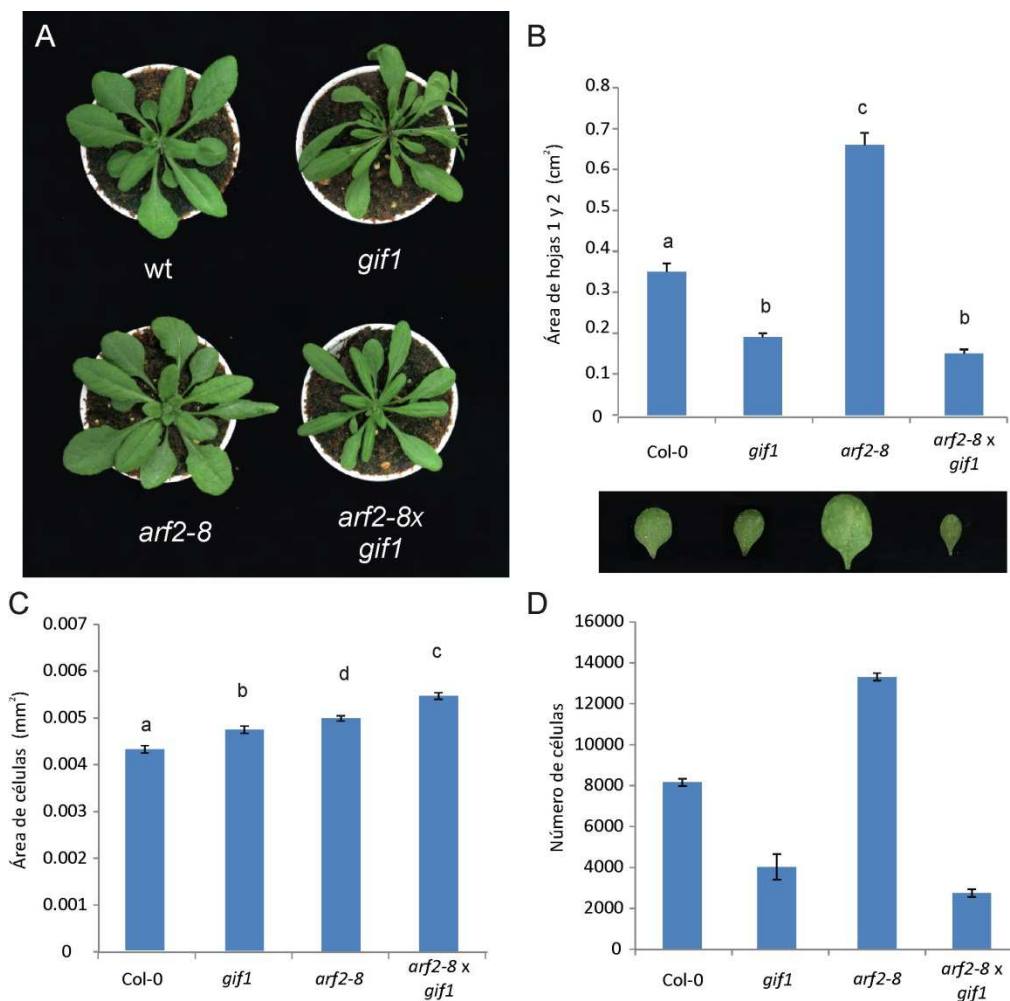 A
wt
gif1
arf2-8
arf2-8x
gif1
B
Área de hojas 1 y 2 (cm²)
0.8
0.7
0.6
0.5
0.4
0.3
0.2
0.1
0
a
b
c
b
Col-0
gif1
arf2-8
arf2-8 x
gif1
C
Área de células (mm²)
0.007
0.006
0.005
0.004
0.003
0.002
0.001
0
a
b
d
c
Col-0
gif1
arf2-8
arf2-8 x
gif1
D
Número de células
16000
14000
12000
10000
8000
6000
4000
2000
0
Col-0
gif1
arf2-8
arf2-8 x
gif1